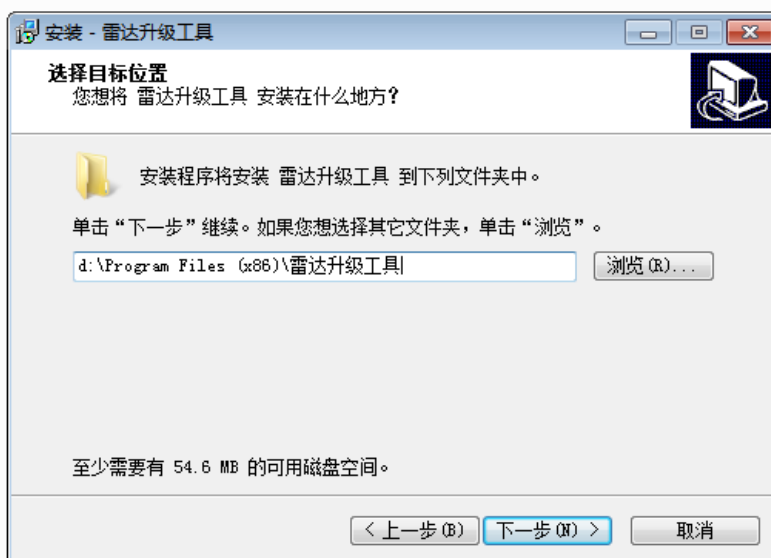 安装 - 雷达升级工具
选择目标位置
您想将 雷达升级工具 安装在什么地方?
安装程序将安装 雷达升级工具 到下列文件夹中。
单击“下一步”继续。如果您想选择其它文件夹，单击“浏览”。
d:\Program Files (x86)\雷达升级工具
浏览(R)...
至少需要有 54.6 MB 的可用磁盘空间。
< 上一步(B)
下一步(N) >
取消